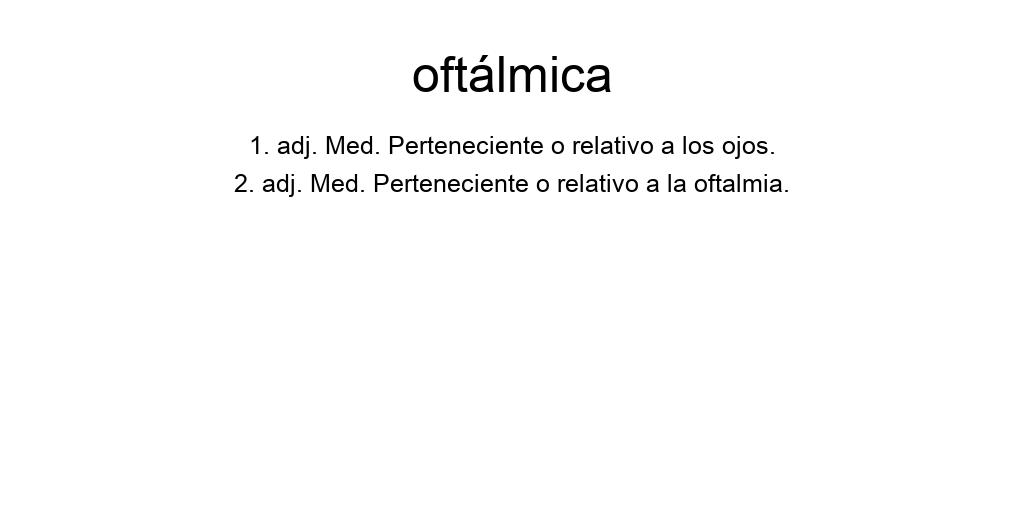 oftálmica
1. adj. Med. Perteneciente o relativo a los ojos.
2. adj. Med. Perteneciente o relativo a la oftalmia.